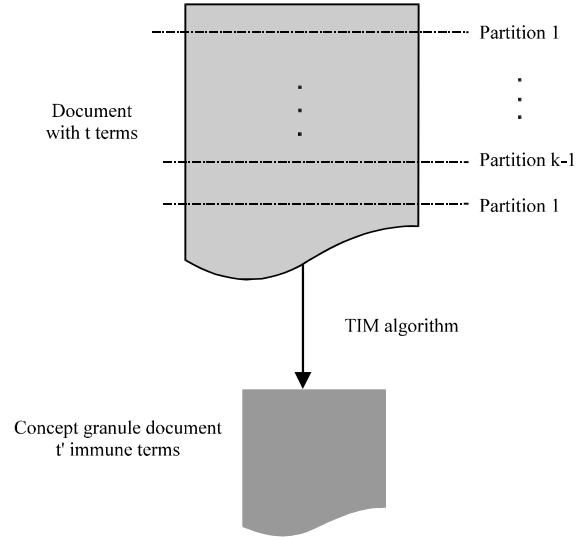 Partition 1
Document
with t terms
Partition k-1
Partition 1
TIM algorithm
Concept granule document
t' immune terms